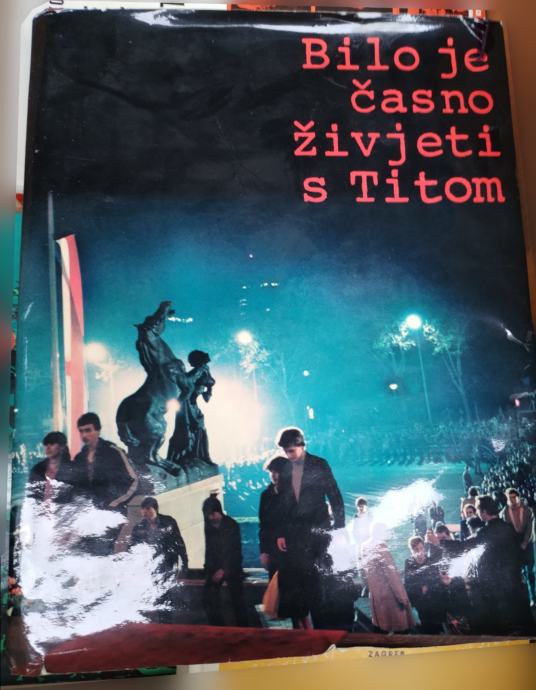 Bilo je
časno
živjeti
s Titom
ZAGREB